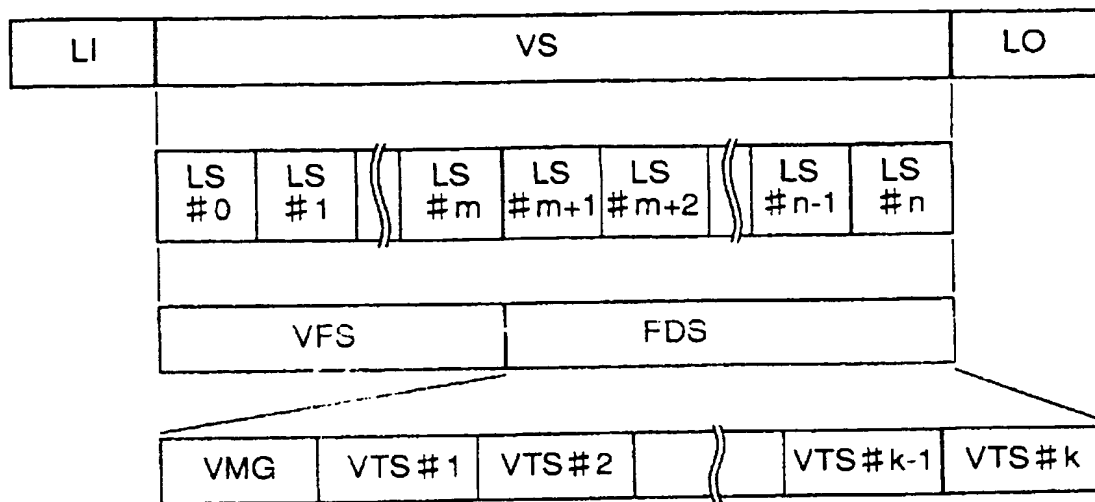 LI VS LO
LS #0 LS #1 LS #m LS #m+1 LS #m+2 LS #n-1 LS #n
VFS FDS
VMG VTS#1 VTS#2 VTS#k-1 VTS#k